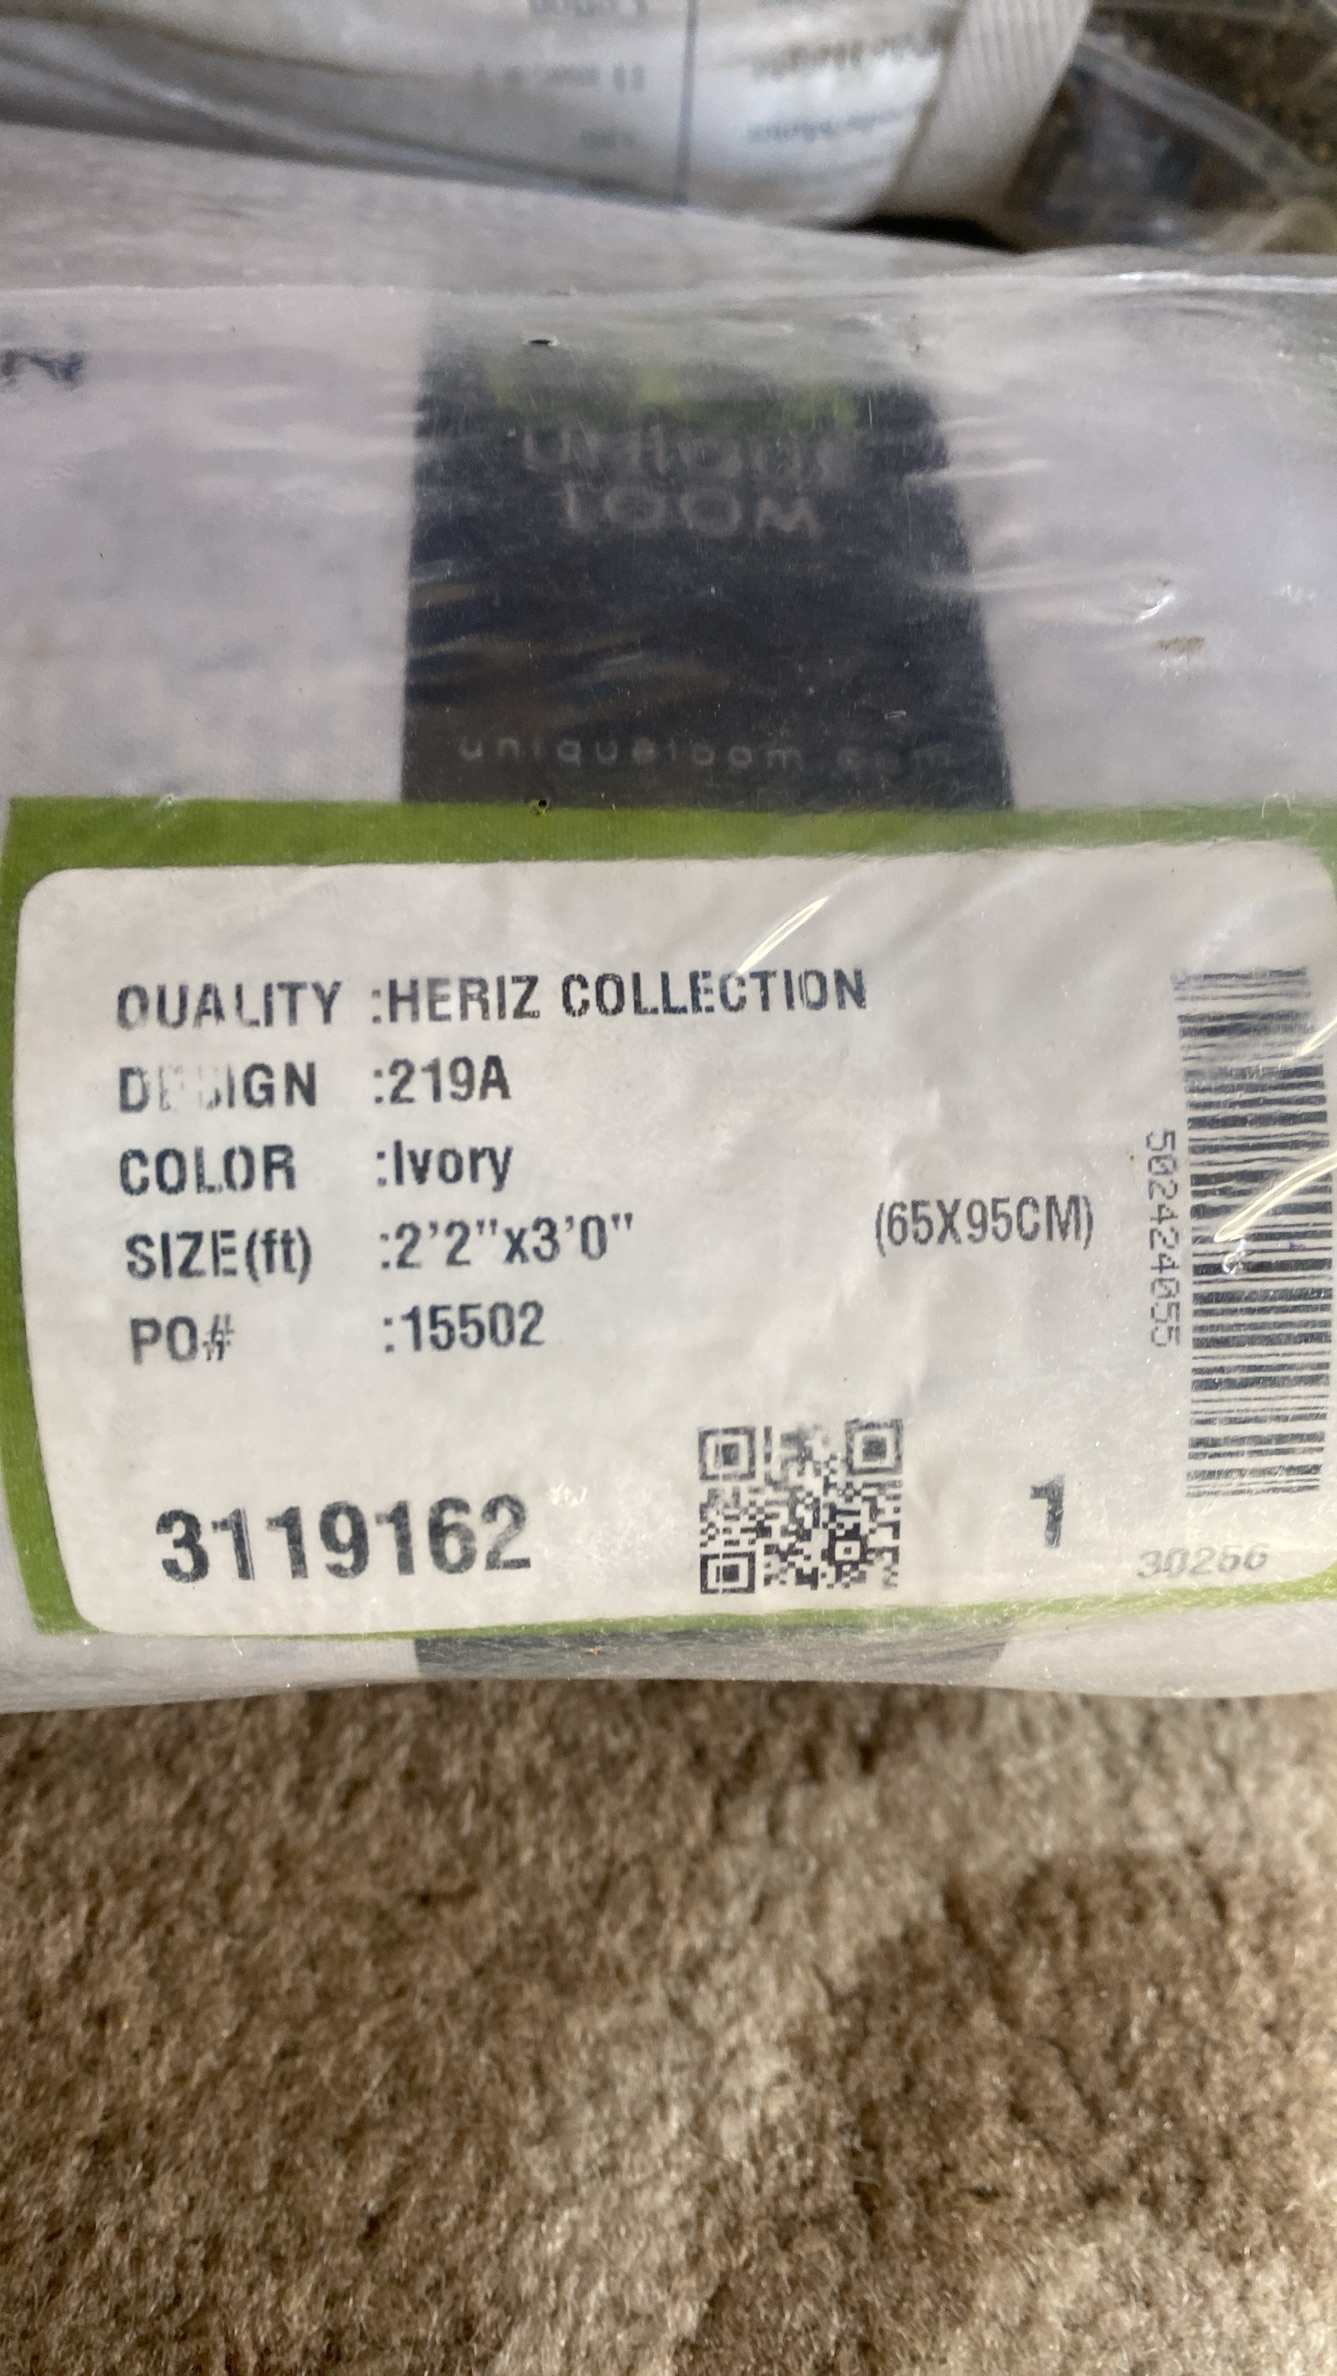 UNIQUE
LOOM
uniqueloom.com
QUALITY :HERIZ COLLECTION
DESIGN :219A
COLOR :Ivory
SIZE(ft) :2'2"x3'0" (65X95CM)
PO# :15502
3119162
1
30266
502424055